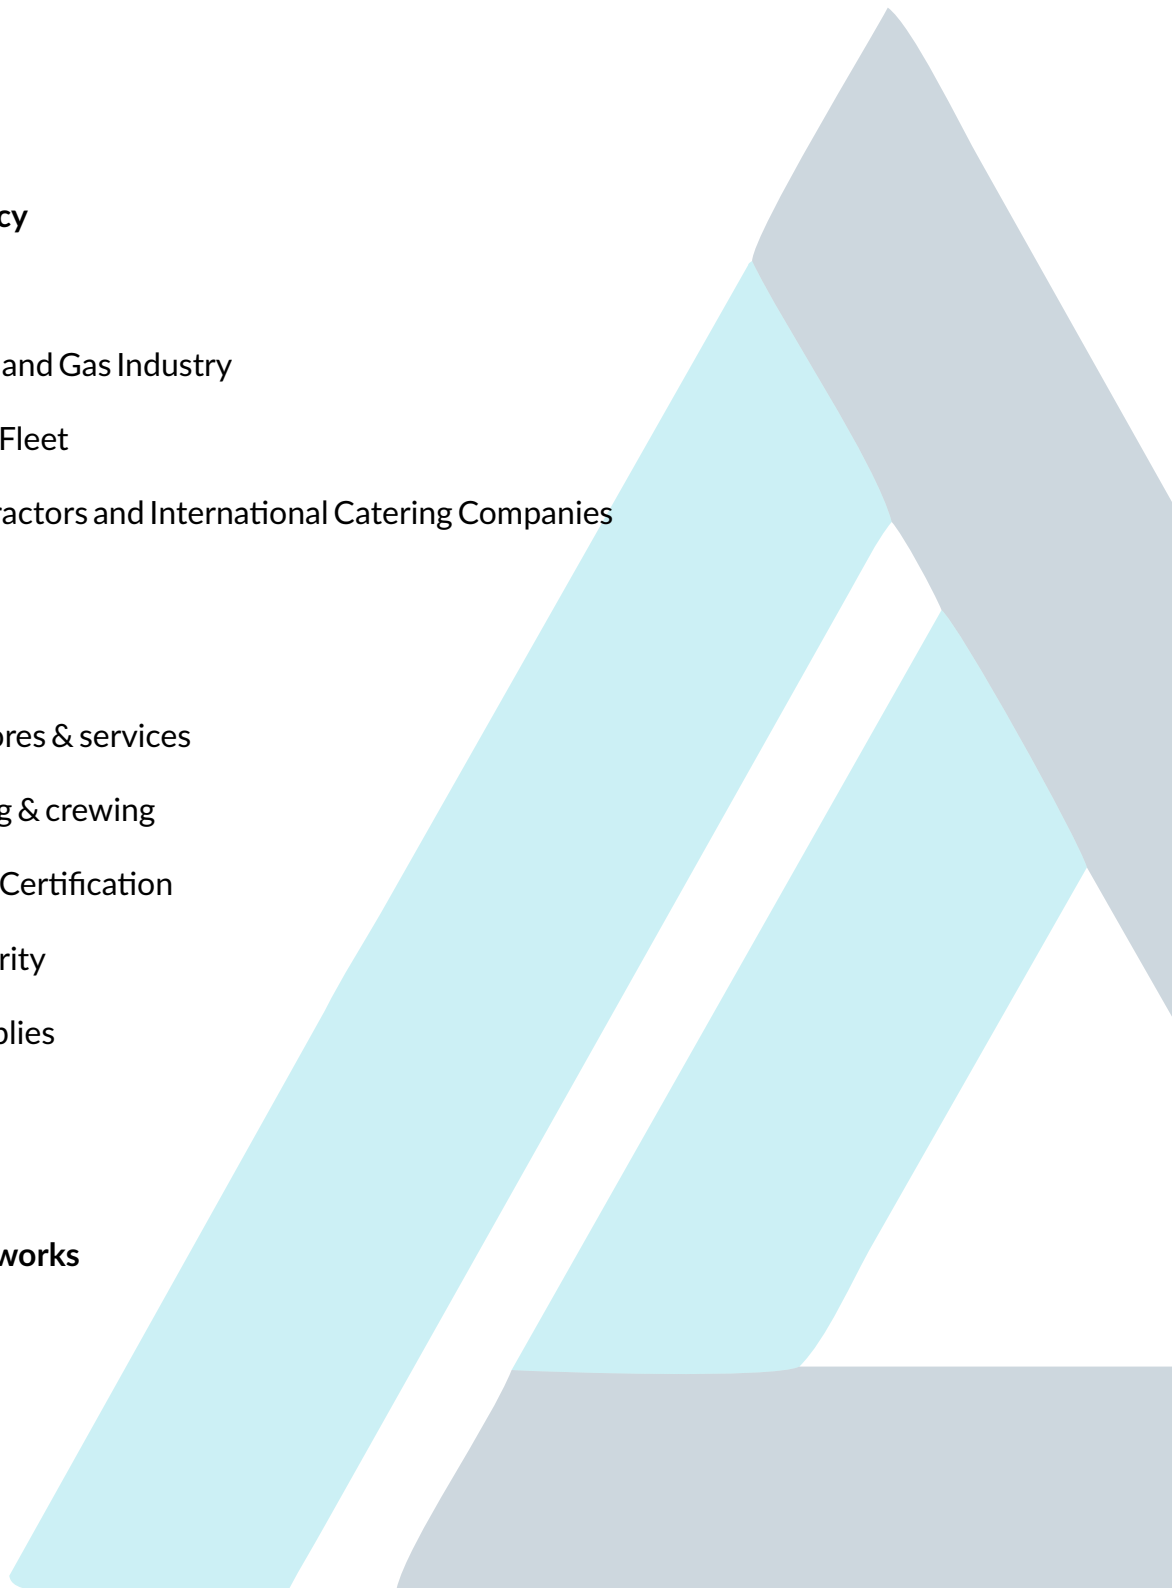 cy
and Gas Industry
Fleet
ractors and International Catering Companies
ores & services
g & crewing
Certification
rity
plies
works